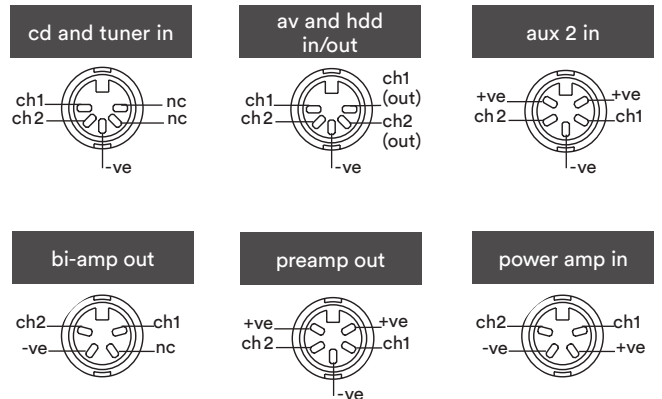 cd and tuner in
ch1
nc
ch2
nc
-ve
av and hdd
in/out
ch1
ch1
(out)
ch2
ch2
(out)
-ve
aux 2 in
+ve
+ve
ch2
ch1
-ve
bi-amp out
ch2
ch1
-ve
nc
preamp out
+ve
+ve
ch2
ch1
-ve
power amp in
ch2
ch1
-ve
+ve